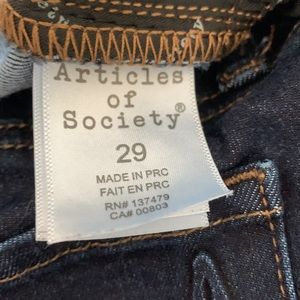 Articles
of
Society®
29
MADE IN PRC
FAIT EN PRC
RN# 137479
CA# 00803